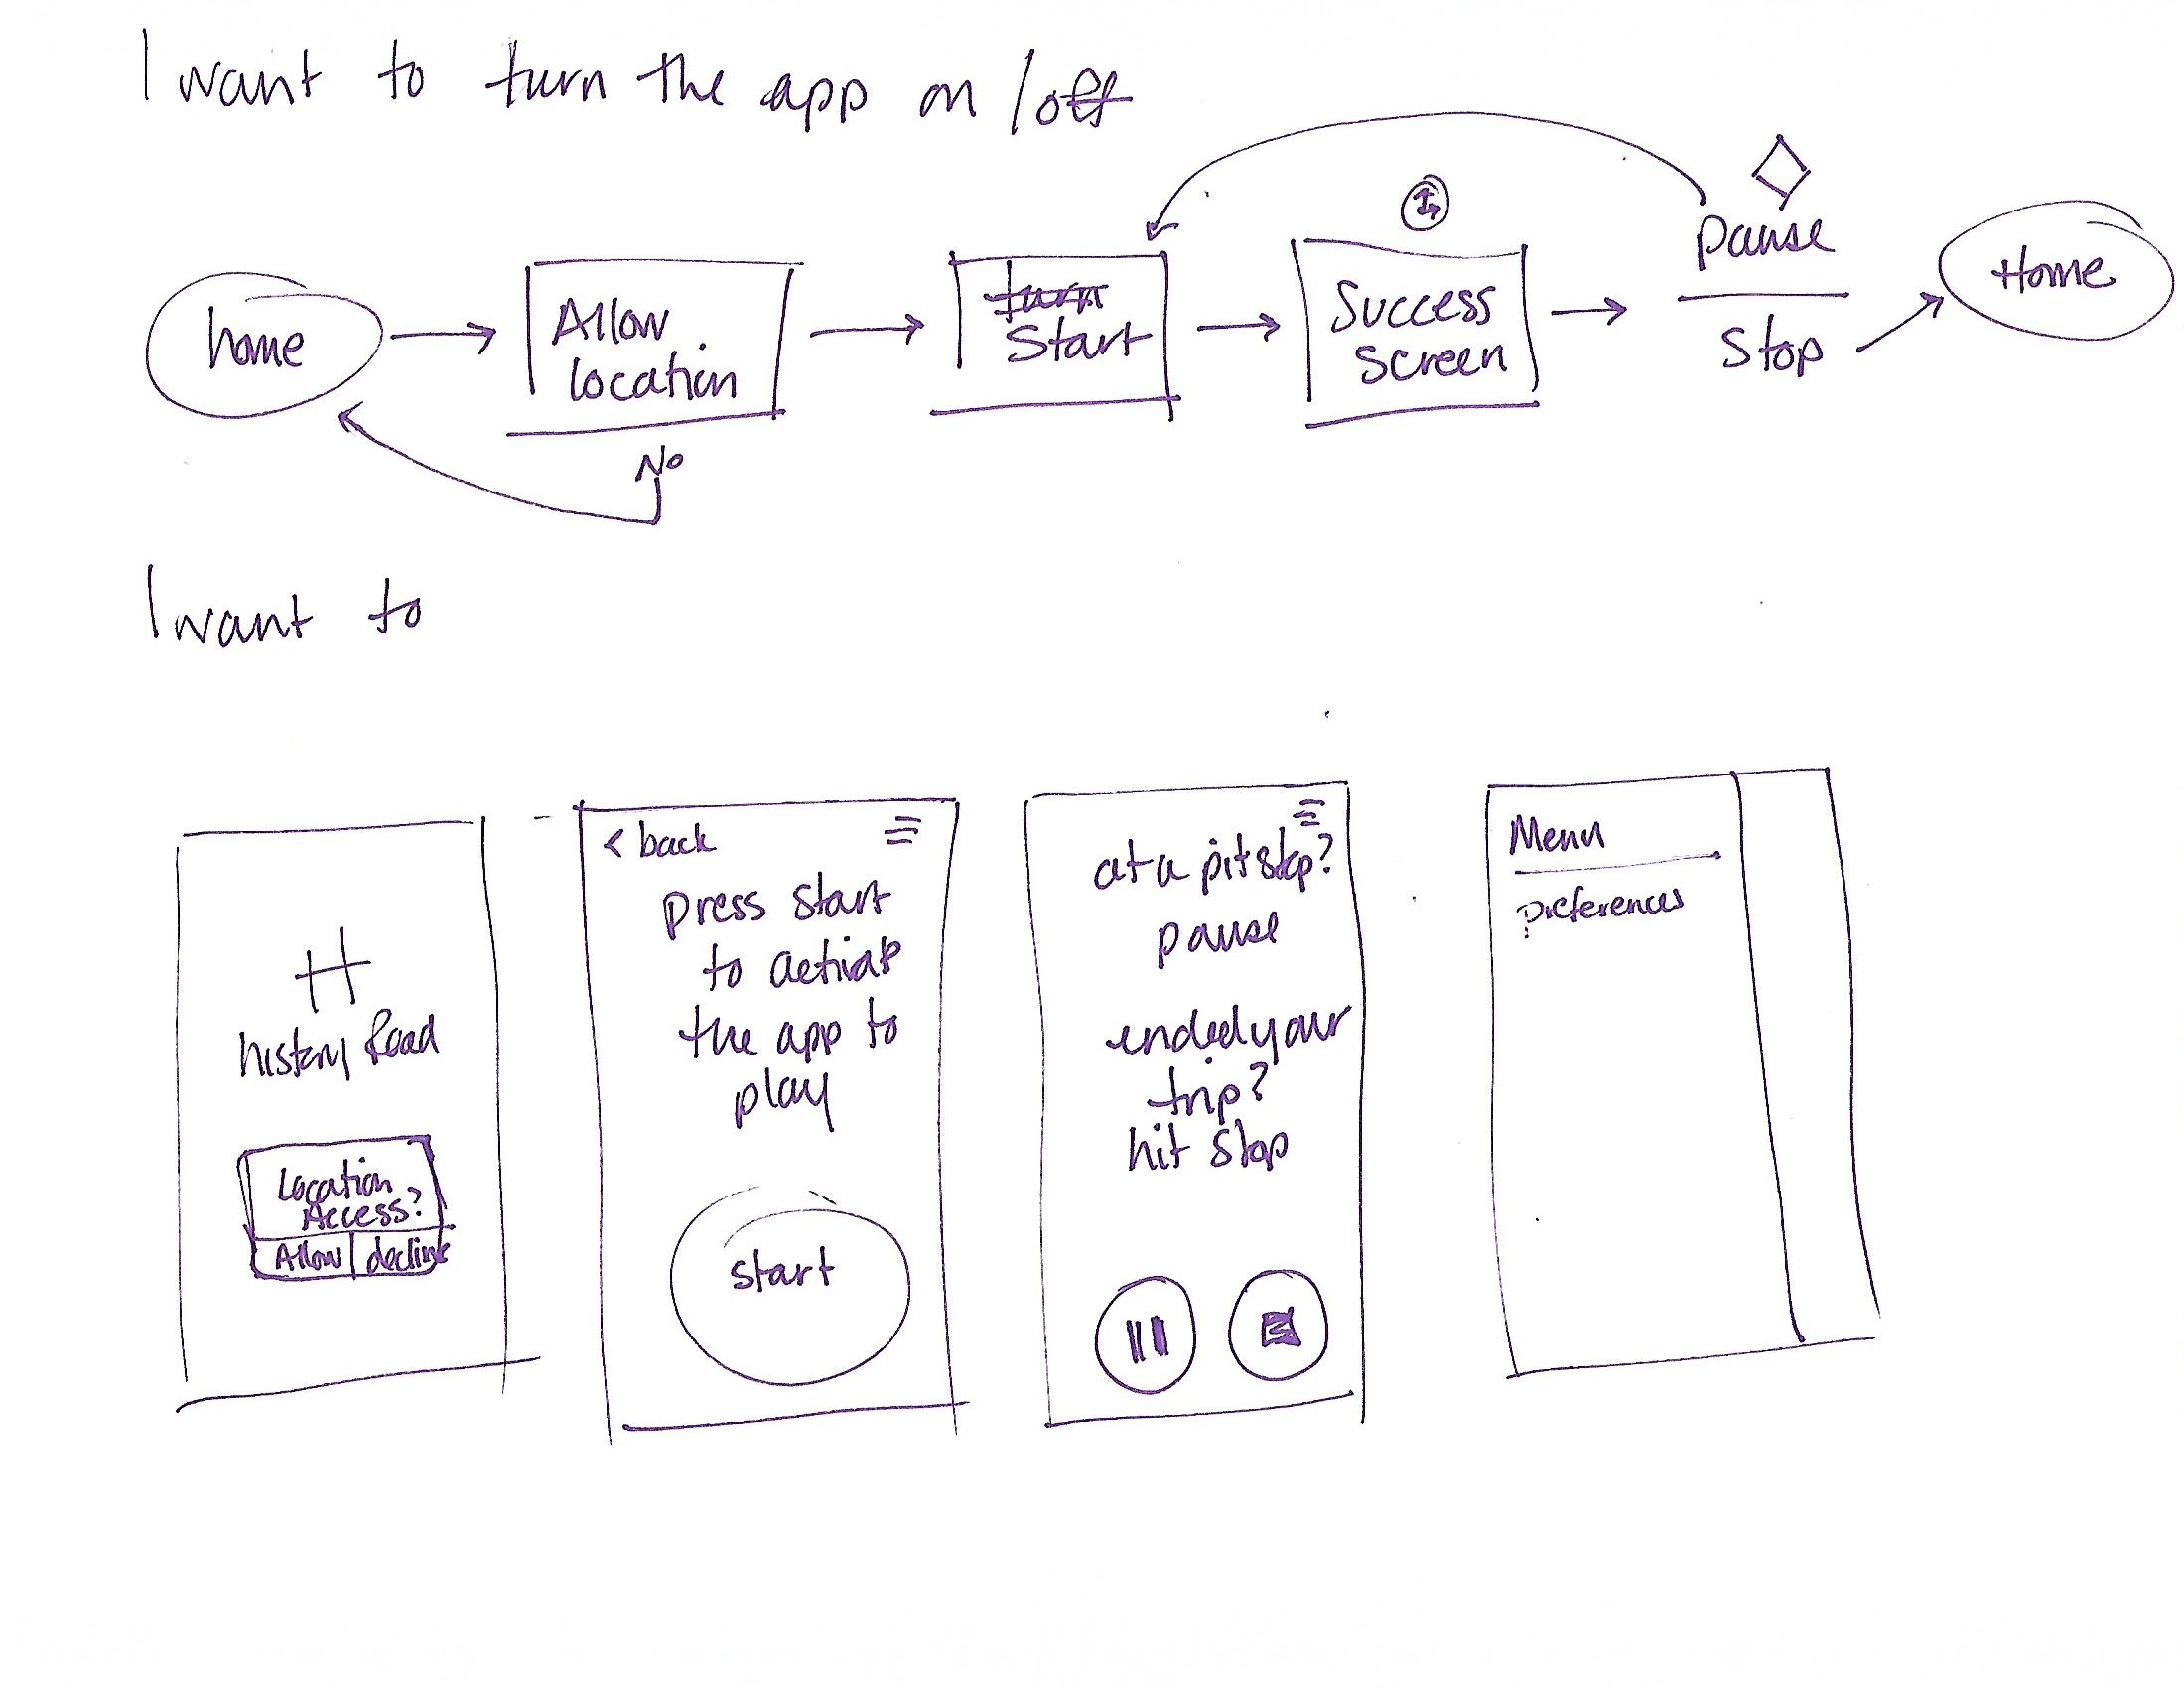 I want to turn the app on / off
home
Allow
location
No
turn
Start
Success
screen
Pause
Stop
Home
I want to
H
history Road
Location
Access?
Allow | decline
< back
press start
to activate
the app to
play
start
at a pit stop?
pause
ended your
trip?
hit stop
Menu
preferences